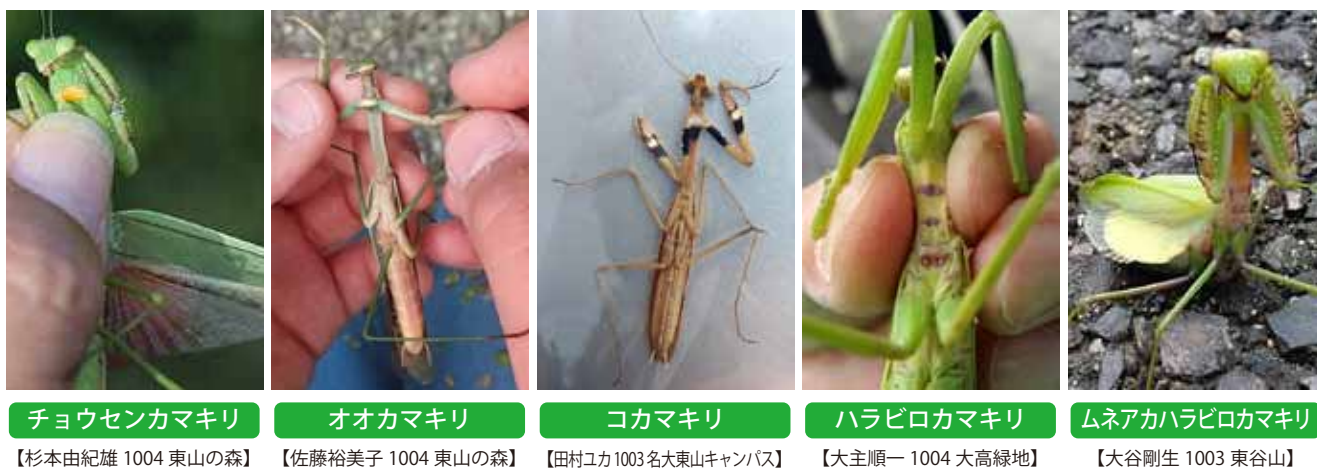 チョウセンカマキリ
オオカマキリ
コカマキリ
ハラビロカマキリ
ムネアカハラビロカマキリ
【杉本由紀雄 1004 東山の森】
【佐藤裕美子 1004 東山の森】
【田村ユカ 1003 名大東山キャンパス】
【大主順一 1004 大高緑地】
【大谷剛生 1003 東谷山】